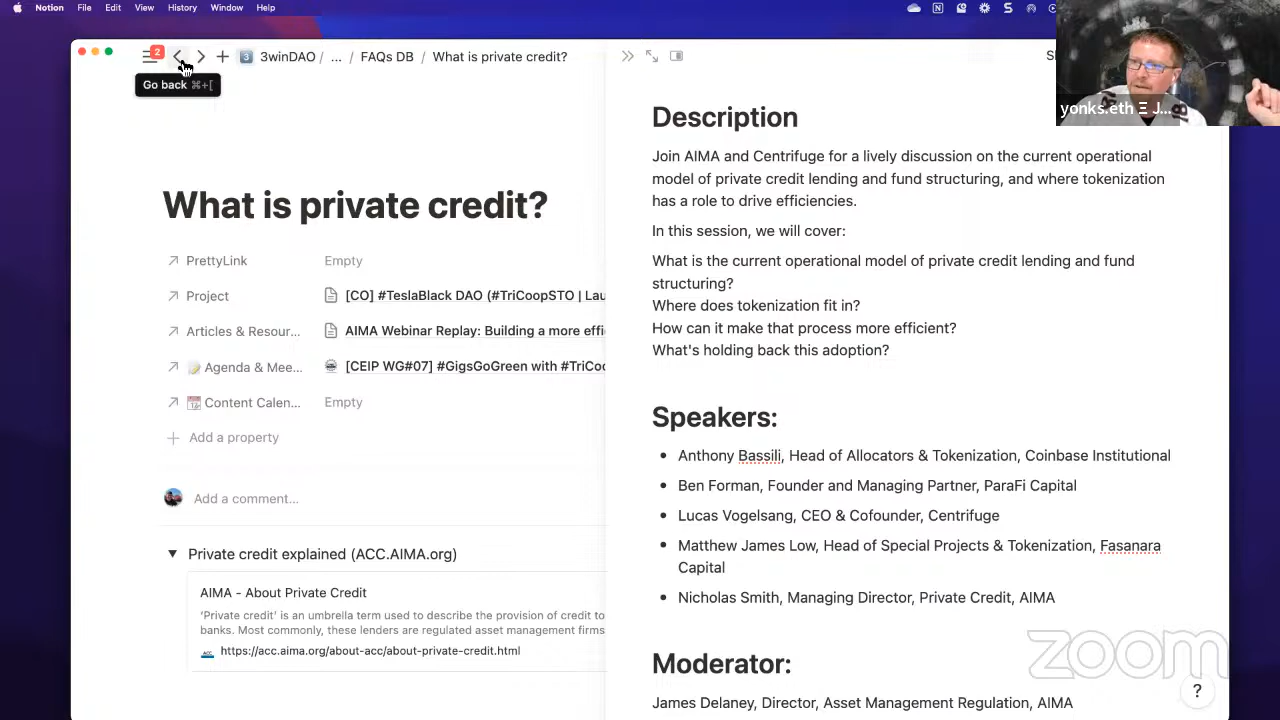 Notion File Edit View History Window Help
2 3 3winDAO / ... / FAQs DB / What is private credit?
Go back ⌘+[
What is private credit?
PrettyLink Empty
Project [CO] #TeslaBlack DAO (#TriCoopSTO | Lau
Articles & Resour... AIMA Webinar Replay: Building a more effi
Agenda & Mee... [CEIP WG#07] #GigsGoGreen with #TriCoo
Content Calen... Empty
Add a property
Add a comment...
Private credit explained (ACC.AIMA.org)
AIMA - About Private Credit
‘Private credit’ is an umbrella term used to describe the provision of credit to
banks. Most commonly, these lenders are regulated asset management firms
https://acc.aima.org/about-acc/about-private-credit.html
yonks.eth Ξ J...
Description
Join AIMA and Centrifuge for a lively discussion on the current operational
model of private credit lending and fund structuring, and where tokenization
has a role to drive efficiencies.
In this session, we will cover:
What is the current operational model of private credit lending and fund
structuring?
Where does tokenization fit in?
How can it make that process more efficient?
What's holding back this adoption?
Speakers:
Anthony Bassili, Head of Allocators & Tokenization, Coinbase Institutional
Ben Forman, Founder and Managing Partner, ParaFi Capital
Lucas Vogelsang, CEO & Cofounder, Centrifuge
Matthew James Low, Head of Special Projects & Tokenization, Fasanara
Capital
Nicholas Smith, Managing Director, Private Credit, AIMA
Moderator:
James Delaney, Director, Asset Management Regulation, AIMA
zoom
?